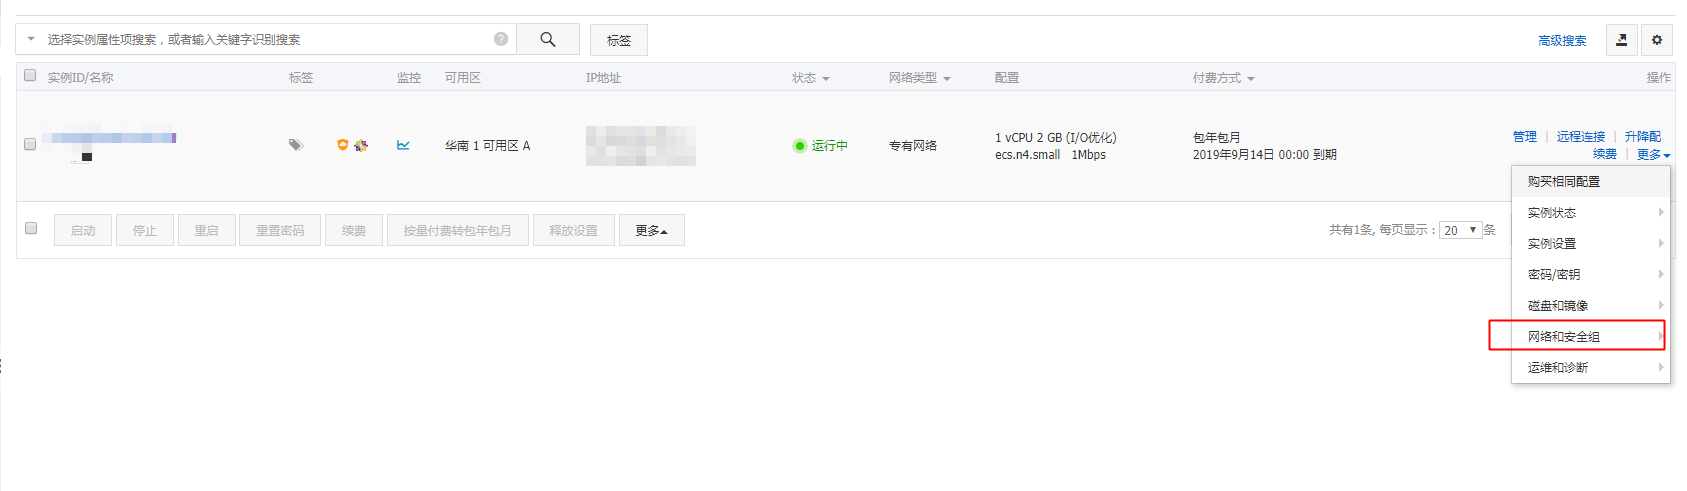 选择实例属性项搜索，或者输入关键字识别搜索 ? 标签 高级搜索
实例ID/名称 标签 监控 可用区 IP地址 状态 网络类型 配置 付费方式 操作
华南 1 可用区 A 运行中 专有网络
1 vCPU 2 GB (I/O优化)
ecs.n4.small 1Mbps
包年包月
2019年9月14日 00:00 到期
管理 | 远程连接 | 升降配
续费 | 更多
启动 停止 重启 重置密码 续费 按量付费转包年包月 释放设置 更多
共有1条, 每页显示 : 20 条
购买相同配置
实例状态
实例设置
密码/密钥
磁盘和镜像
网络和安全组
运维和诊断